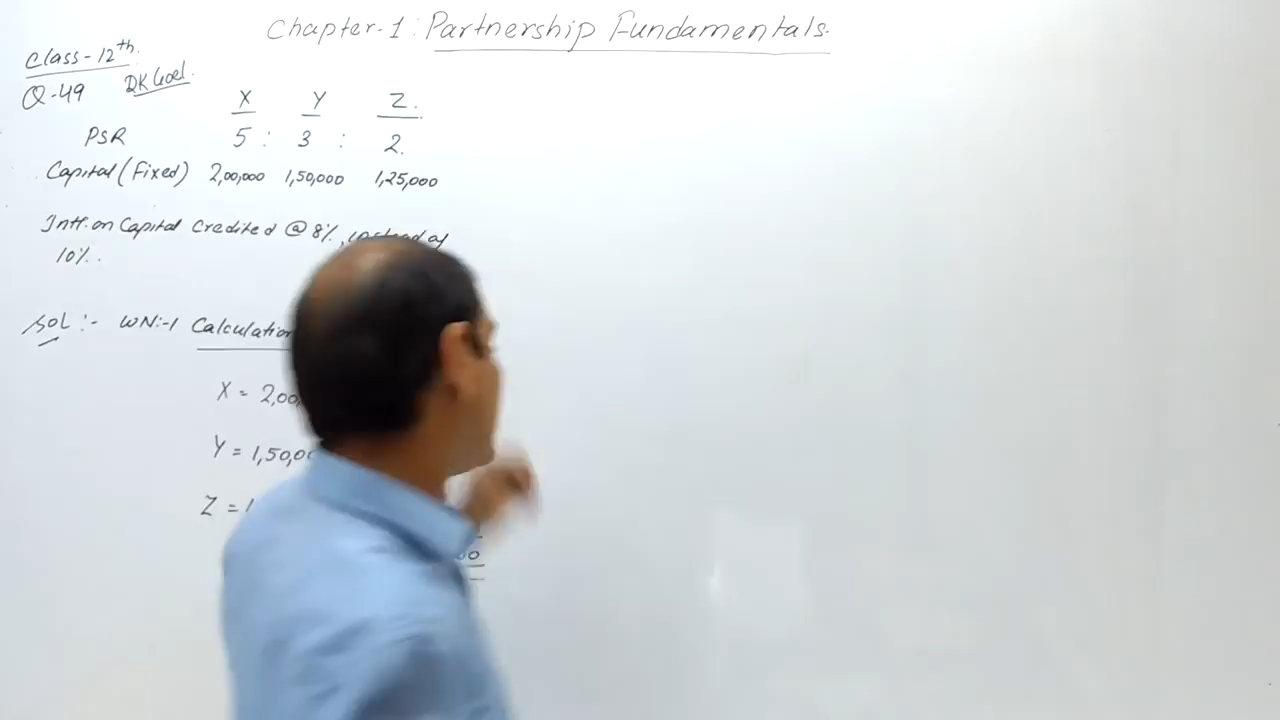 Chapter-1: Partnership Fundamentals.
Class-12th.
Q-49 DK Goel.
X Y Z.
PSR 5 : 3 : 2.
Capital (Fixed) 2,00,000 1,50,000 1,25,000
Intt. on Capital Credited @ 8%, instead of
10%.
Sol:- WN:-1 Calculation
X = 2,00,
Y = 1,50,00
Z = 1
00